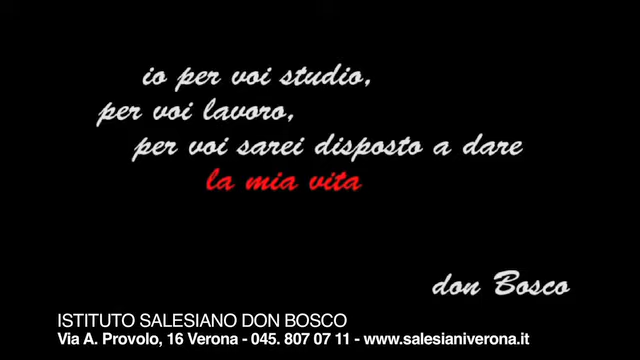 io per voi studio,
per voi lavoro,
per voi sarei disposto a dare
la mia vita
don Bosco
ISTITUTO SALESIANO DON BOSCO
Via A. Provolo, 16 Verona - 045. 807 07 11 - www.salesianiverona.it